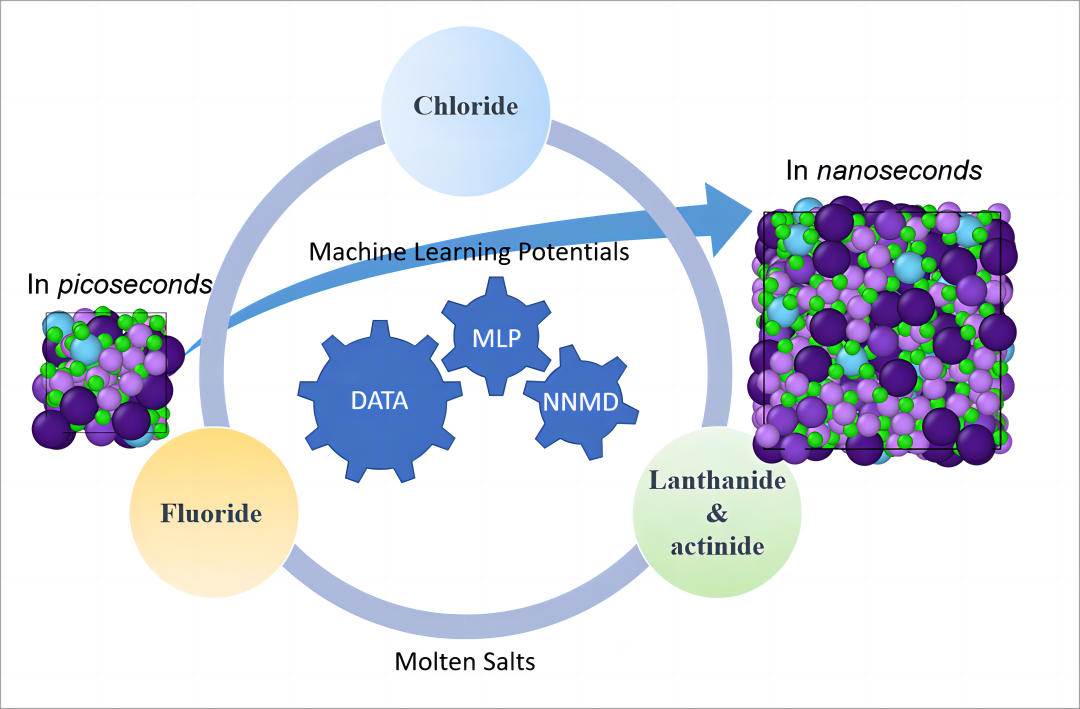 Chloride
In nanoseconds
Machine Learning Potentials
In picoseconds
MLP
DATA
NNMD
Fluoride
Lanthanide
&
actinide
Molten Salts